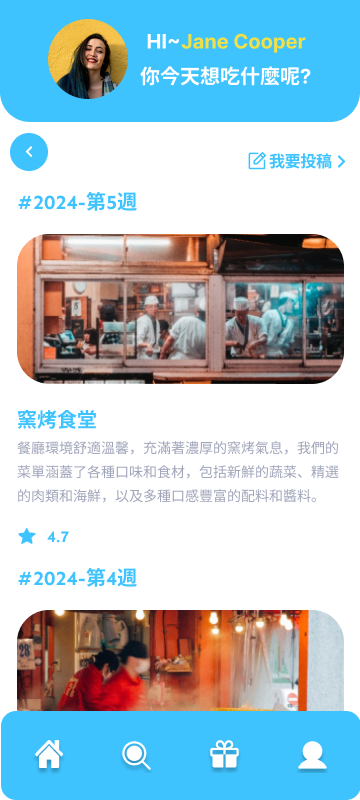 HI~Jane Cooper
你今天想吃什麼呢?
我要投稿
#2024-第5週
窯烤食堂
餐廳環境舒適溫馨，充滿著濃厚的窯烤氣息，我們的
菜單涵蓋了各種口味和食材，包括新鮮的蔬菜、精選
的肉類和海鮮，以及多種口感豐富的配料和醬料。
4.7
#2024-第4週